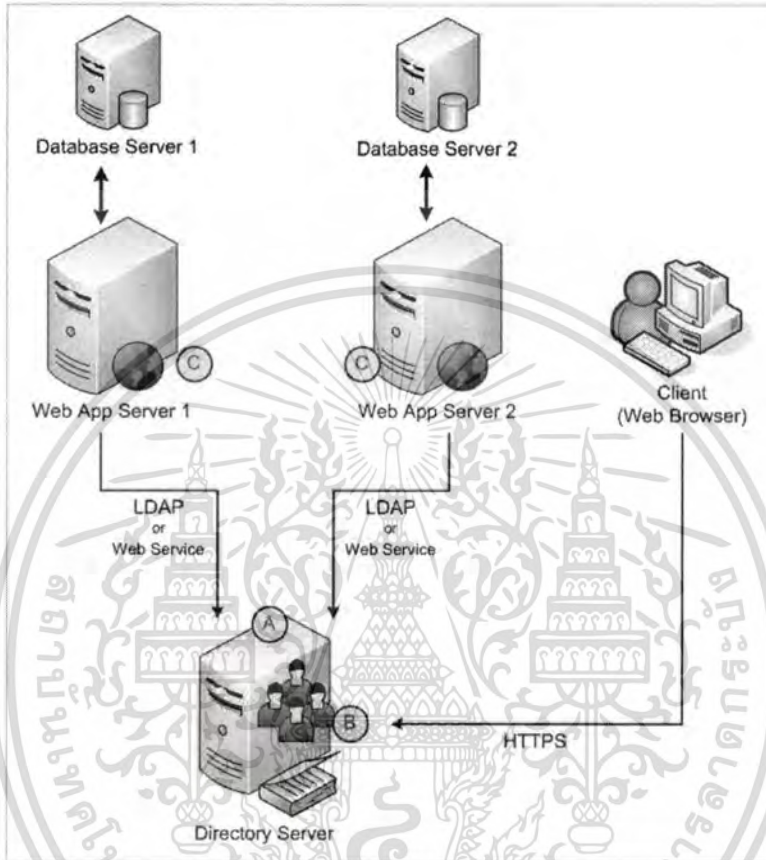 Database Server 1
Database Server 2
Web App Server 1
C
C
Web App Server 2
Client
(Web Browser)
LDAP
or
Web Service
LDAP
or
Web Service
A
B
HTTPS
Directory Server